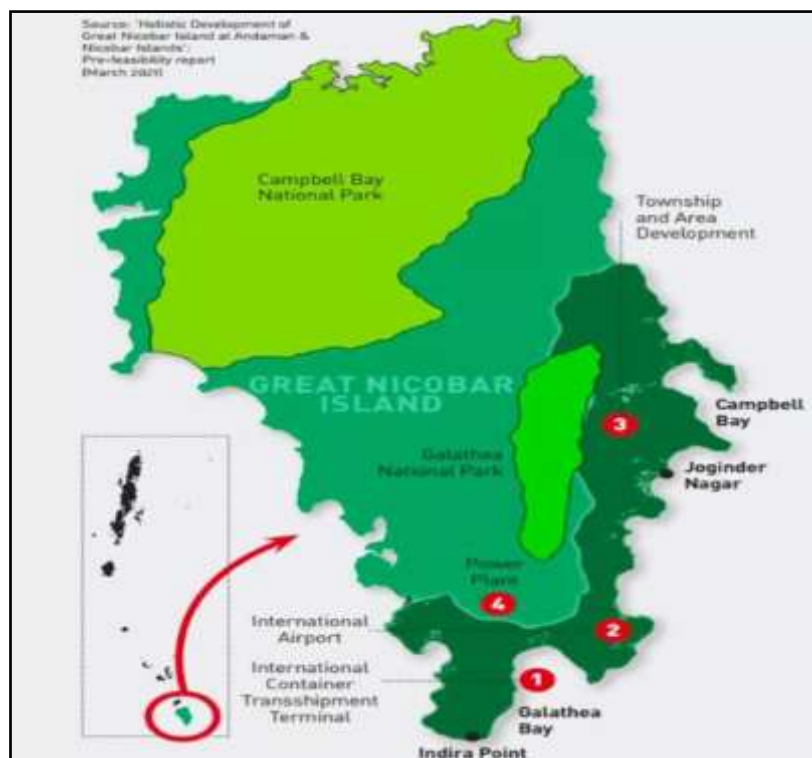 Source: 'Holistic Development of
Great Nicobar Island at Andaman &
Nicobar Islands':
Pre-feasibility report
(March 2021)
Campbell Bay
National Park
Township
and Area
Development
GREAT NICOBAR
ISLAND
3
Campbell
Bay
Galathea
National Park
Joginder
Nagar
Power
Plant
4
International
Airport
2
International
Container
Transshipment
Terminal
1
Galathea
Bay
Indira Point